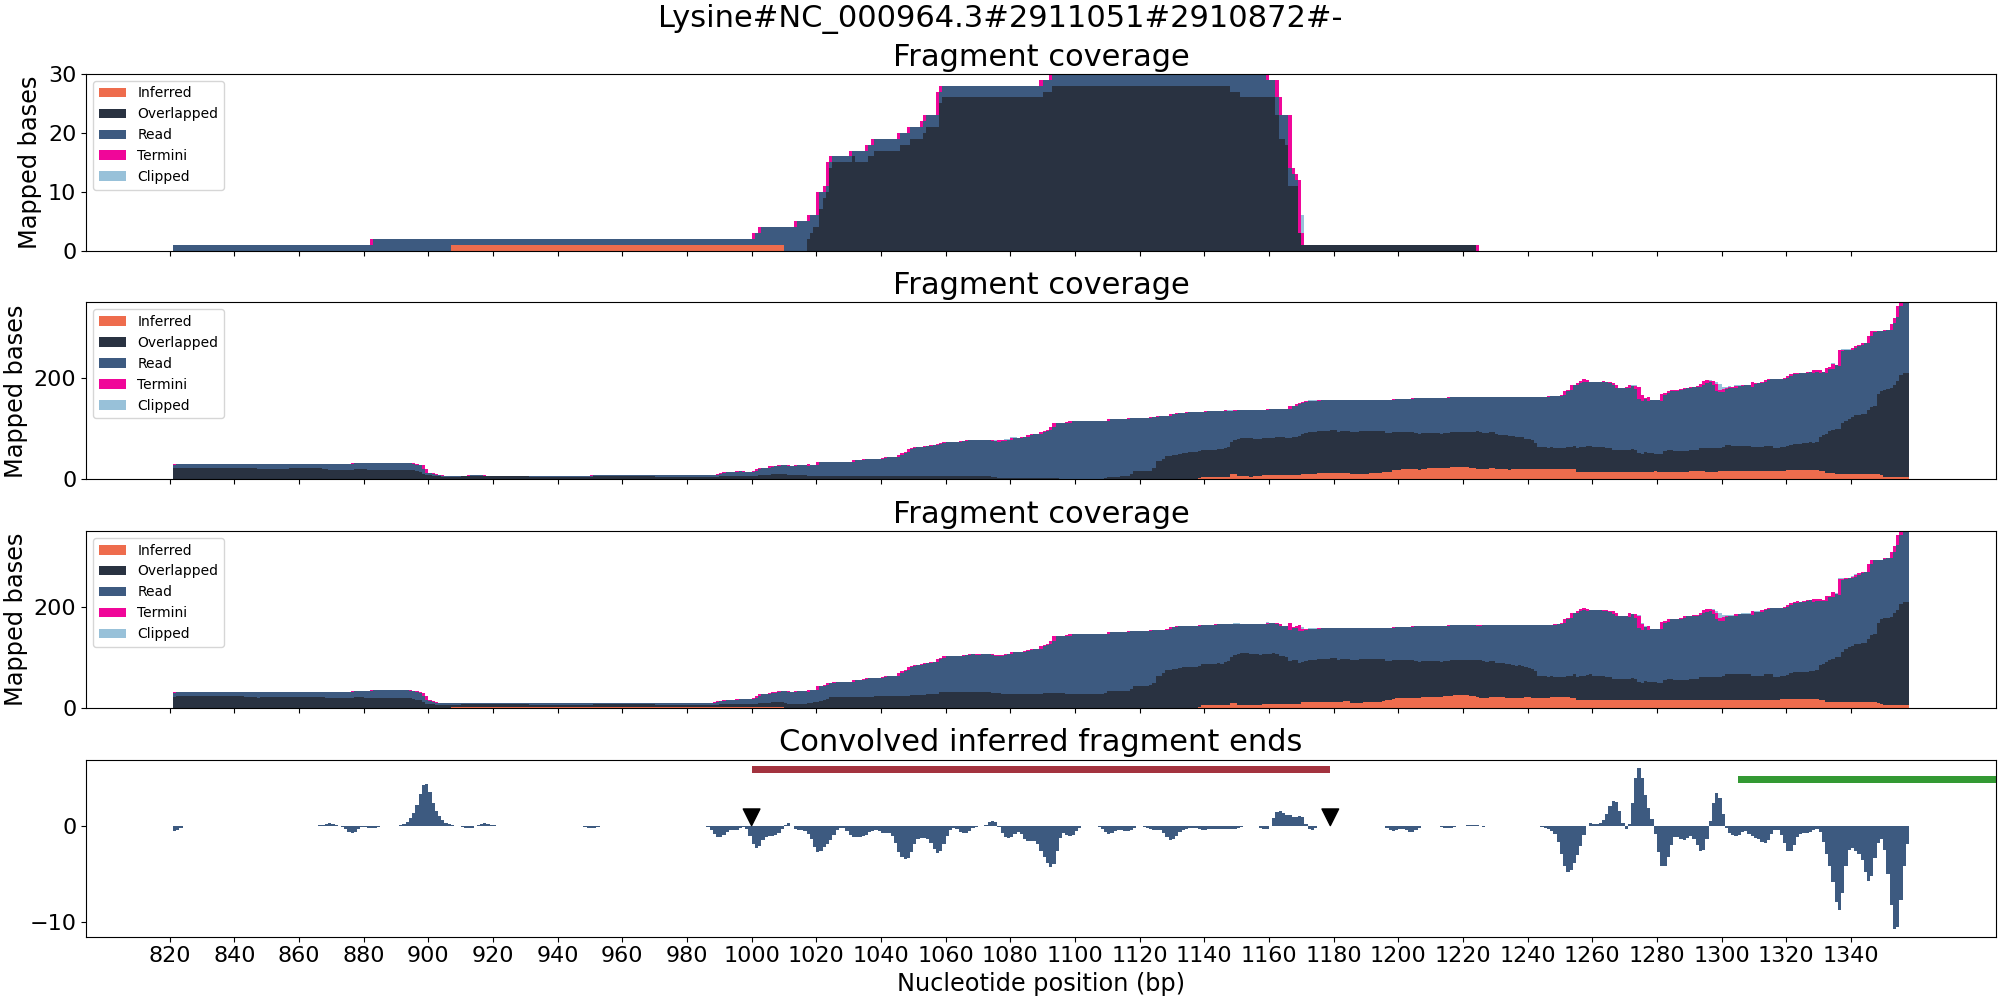 Lysine#NC_000964.3#2911051#2910872#-
Fragment coverage
Mapped bases
30
20
10
0
Inferred
Overlapped
Read
Termini
Clipped
820 840 860 880 900 920 940 960 980 1000 1020 1040 1060 1080 1100 1120 1140 1160 1180 1200 1220 1240 1260 1280 1300 1320 1340
Fragment coverage
Mapped bases
200
0
Inferred
Overlapped
Read
Termini
Clipped
Fragment coverage
Mapped bases
200
0
Inferred
Overlapped
Read
Termini
Clipped
Convolved inferred fragment ends
0
−10
Nucleotide position (bp)